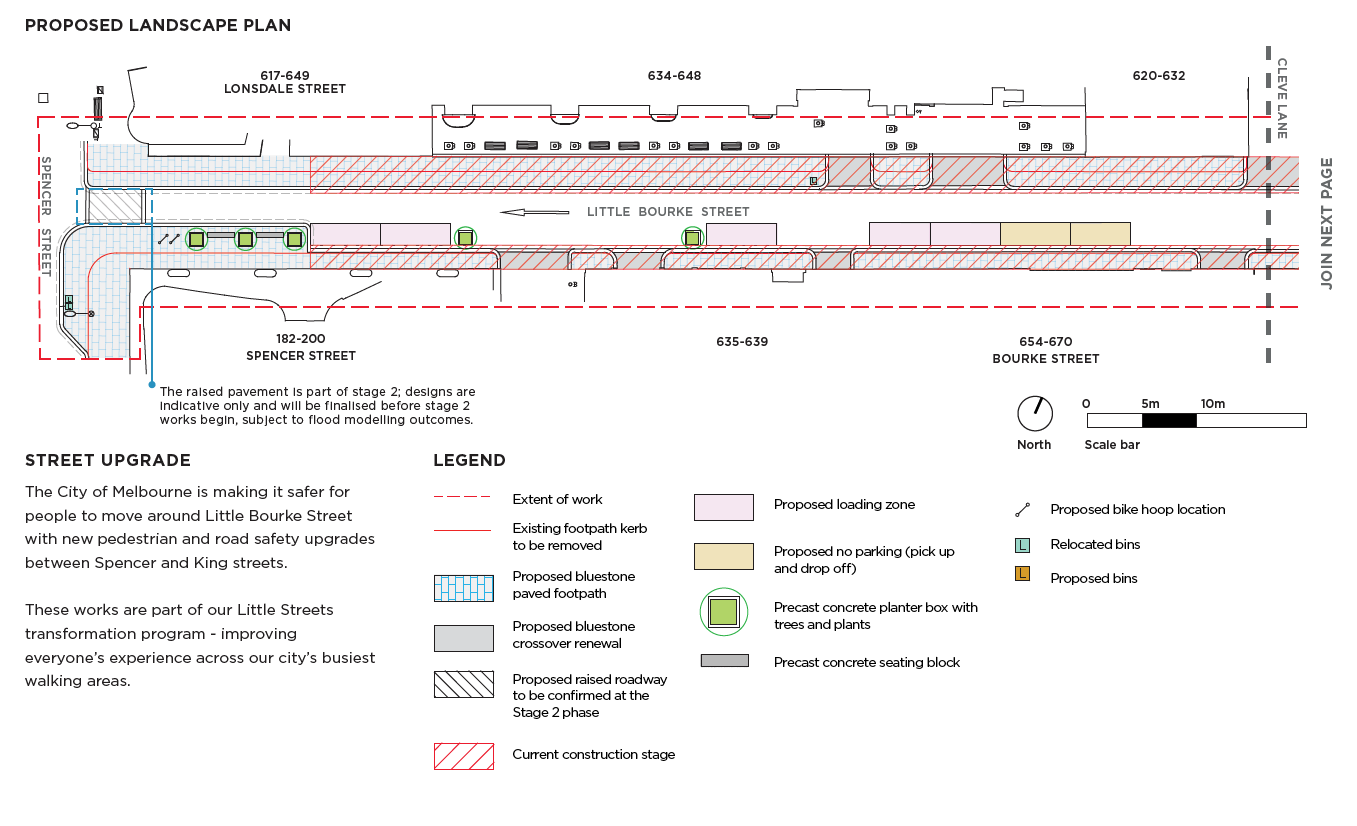 PROPOSED LANDSCAPE PLAN
617-649
LONSDALE STREET
634-648
620-632
CLEVE LANE
SPENCER STREET
LITTLE BOURKE STREET
JOIN NEXT PAGE
L
182-200
SPENCER STREET
635-639
654-670
BOURKE STREET
The raised pavement is part of stage 2; designs are
indicative only and will be finalised before stage 2
works begin, subject to flood modelling outcomes.
North
0 5m 10m
Scale bar
STREET UPGRADE
The City of Melbourne is making it safer for
people to move around Little Bourke Street
with new pedestrian and road safety upgrades
between Spencer and King streets.
These works are part of our Little Streets
transformation program - improving
everyone's experience across our city's busiest
walking areas.
LEGEND
Extent of work
Existing footpath kerb
to be removed
Proposed bluestone
paved footpath
Proposed bluestone
crossover renewal
Proposed raised roadway
to be confirmed at the
Stage 2 phase
Current construction stage
Proposed loading zone
Proposed no parking (pick up
and drop off)
Precast concrete planter box with
trees and plants
Precast concrete seating block
Proposed bike hoop location
L Relocated bins
L Proposed bins